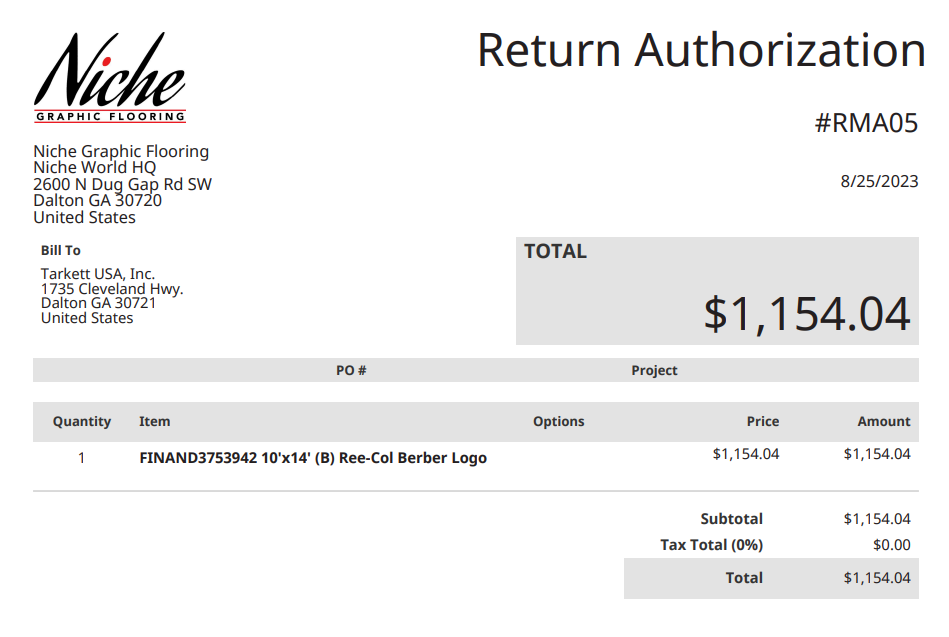 Niche
GRAPHIC FLOORING
Return Authorization
#RMA05
8/25/2023
Niche Graphic Flooring
Niche World HQ
2600 N Dug Gap Rd SW
Dalton GA 30720
United States
Bill To
Tarkett USA, Inc.
1735 Cleveland Hwy.
Dalton GA 30721
United States
TOTAL
$1,154.04
PO # Project
Quantity Item Options Price Amount
1 FINAND3753942 10'x14' (B) Ree-Col Berber Logo $1,154.04 $1,154.04
Subtotal $1,154.04
Tax Total (0%) $0.00
Total $1,154.04